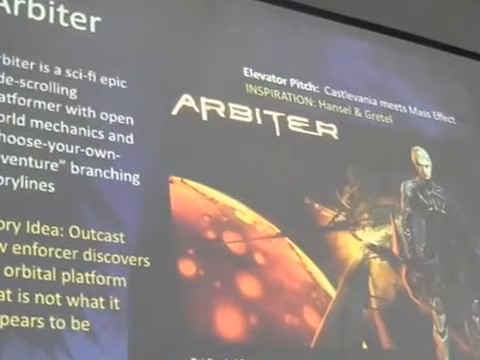 Arbiter
rbiter is a sci-fi epic
de-scrolling
atformer with open
orld mechanics and
hoose-your-own-
venture" branching
rylines
ory Idea: Outcast
w enforcer discovers
orbital platform
at is not what it
pears to be
Elevator Pitch: Castlevania meets Mass Effect.
INSPIRATION: Hansel & Gretel
ARBITER